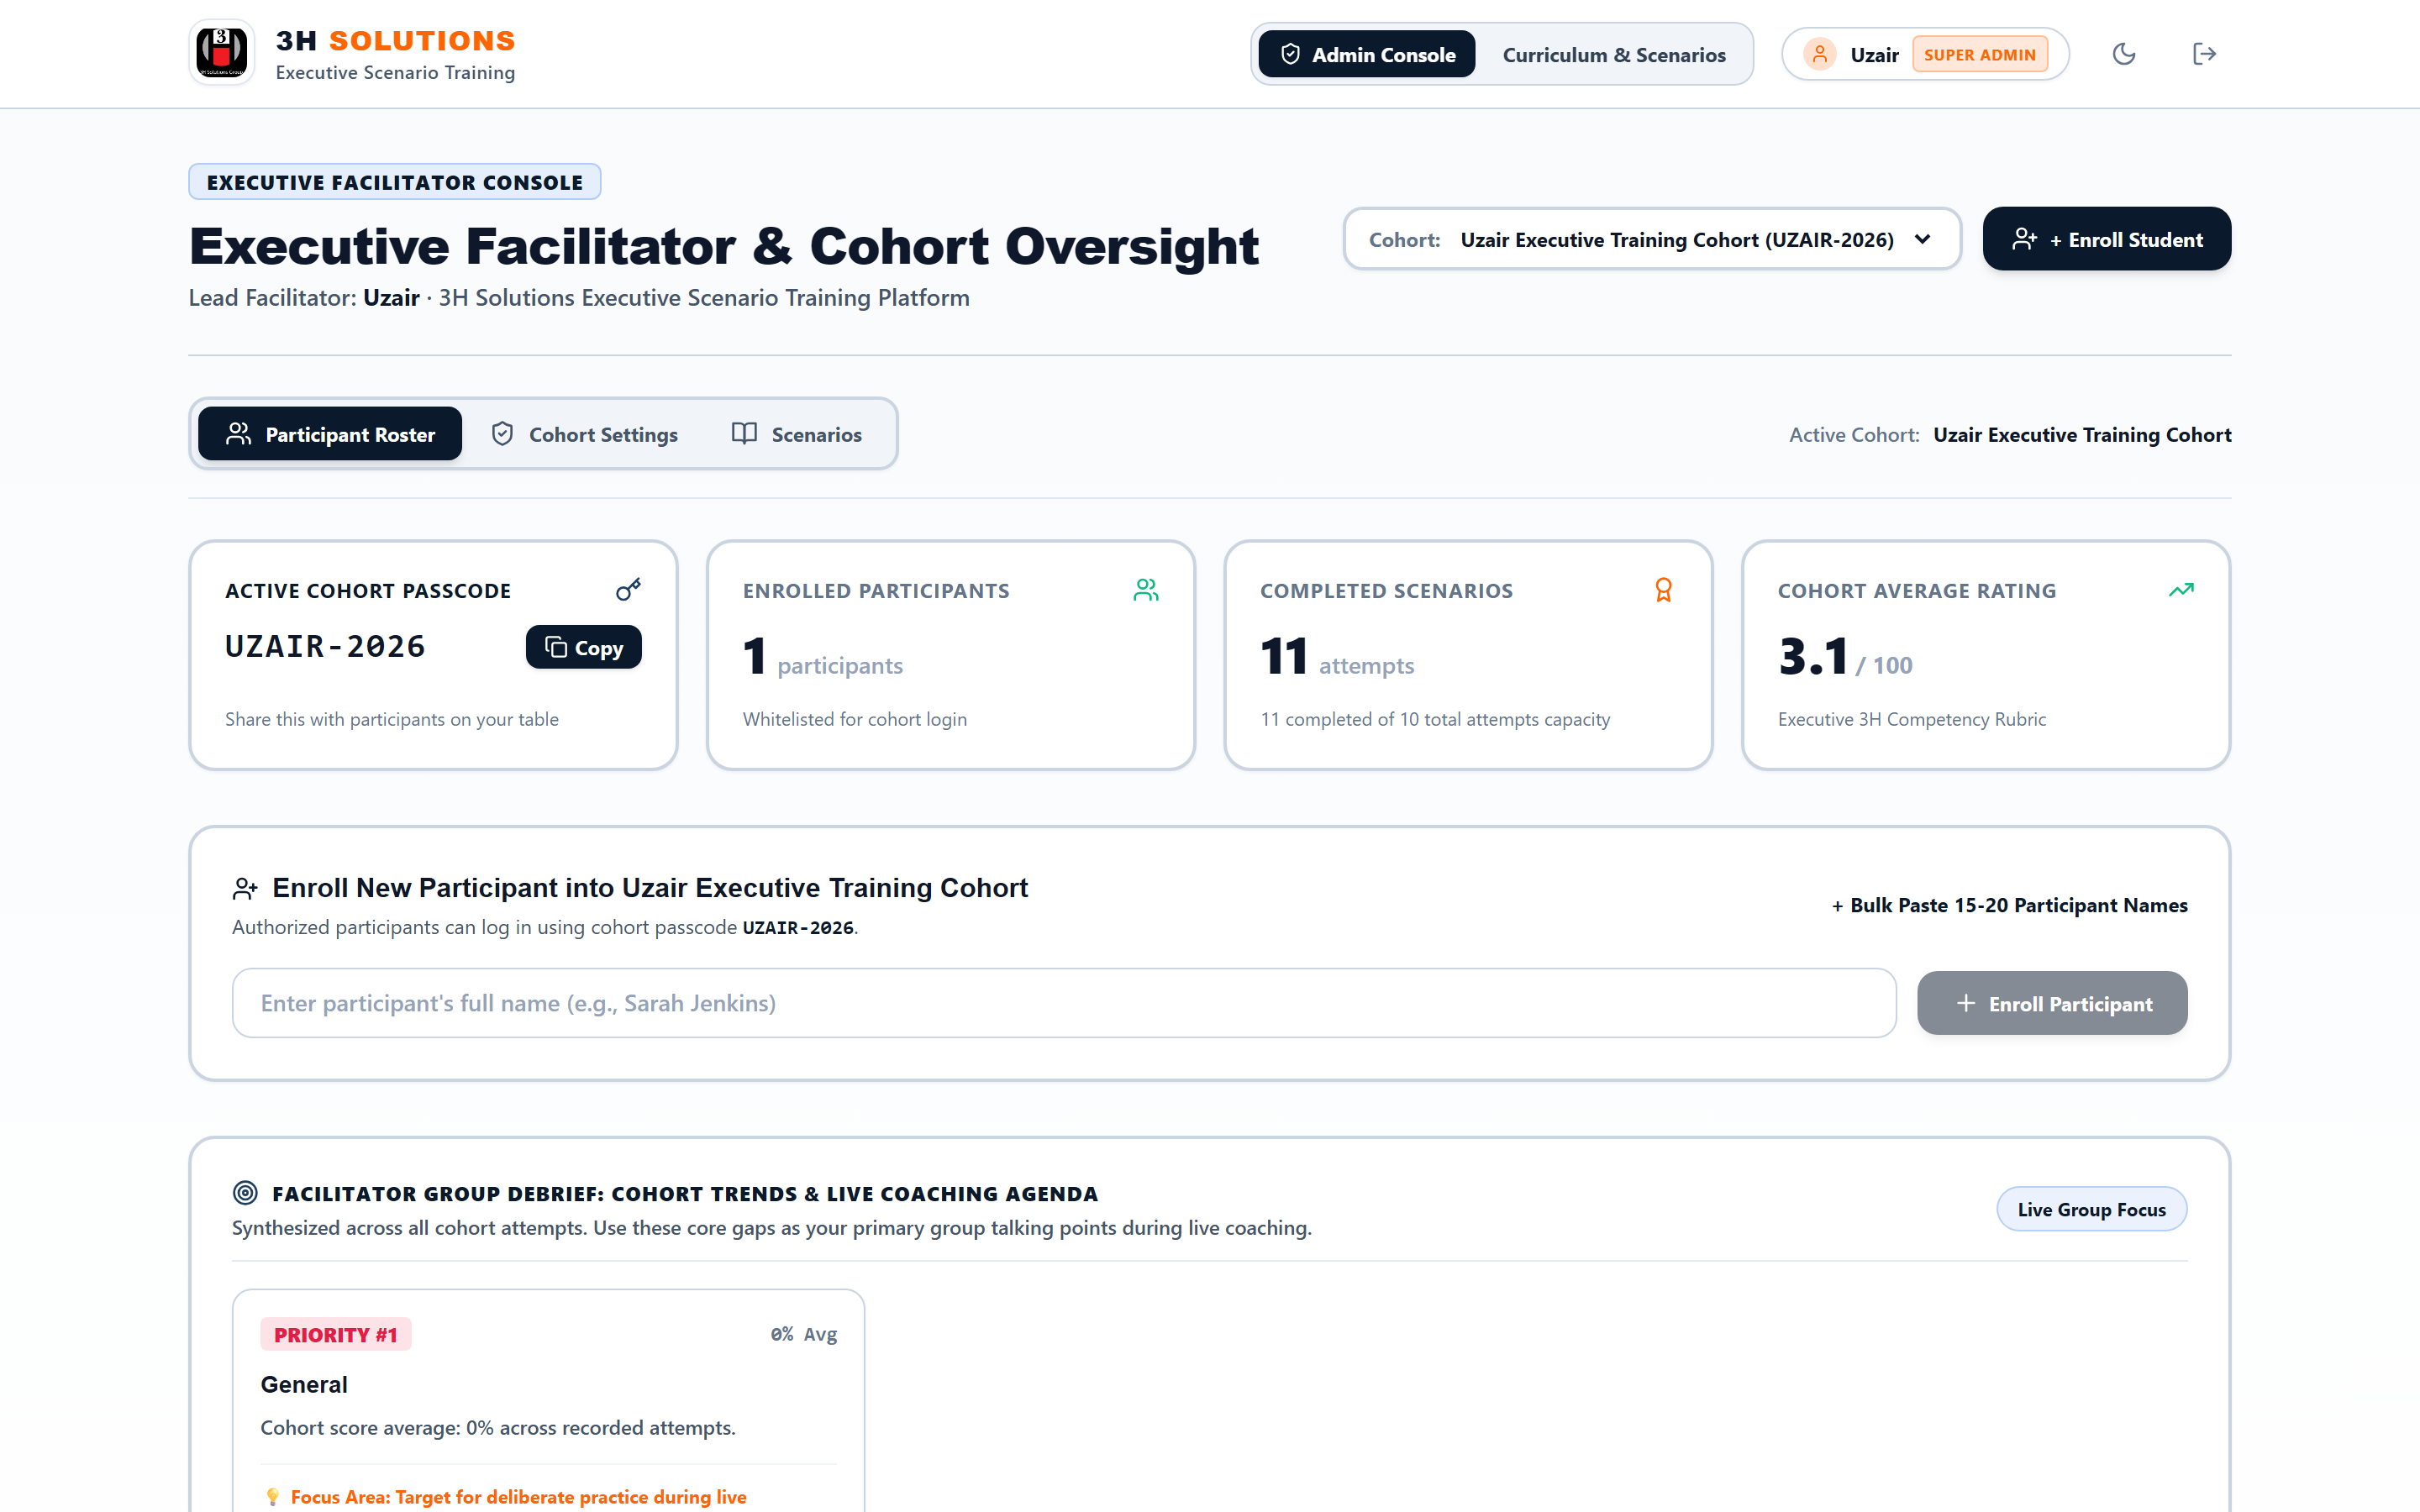 3H SOLUTIONS
Executive Scenario Training
Admin Console
Curriculum & Scenarios
Uzair
SUPER ADMIN
EXECUTIVE FACILITATOR CONSOLE
Executive Facilitator & Cohort Oversight
Lead Facilitator: Uzair · 3H Solutions Executive Scenario Training Platform
Cohort: Uzair Executive Training Cohort (UZAIR-2026)
+ Enroll Student
Participant Roster
Cohort Settings
Scenarios
Active Cohort: Uzair Executive Training Cohort
ACTIVE COHORT PASSCODE
UZAIR-2026
Copy
Share this with participants on your table
ENROLLED PARTICIPANTS
1 participants
Whitelisted for cohort login
COMPLETED SCENARIOS
11 attempts
11 completed of 10 total attempts capacity
COHORT AVERAGE RATING
3.1 / 100
Executive 3H Competency Rubric
Enroll New Participant into Uzair Executive Training Cohort
Authorized participants can log in using cohort passcode UZAIR-2026.
+ Bulk Paste 15-20 Participant Names
Enter participant's full name (e.g., Sarah Jenkins)
Enroll Participant
FACILITATOR GROUP DEBRIEF: COHORT TRENDS & LIVE COACHING AGENDA
Synthesized across all cohort attempts. Use these core gaps as your primary group talking points during live coaching.
Live Group Focus
PRIORITY #1
0% Avg
General
Cohort score average: 0% across recorded attempts.
💡 Focus Area: Target for deliberate practice during live